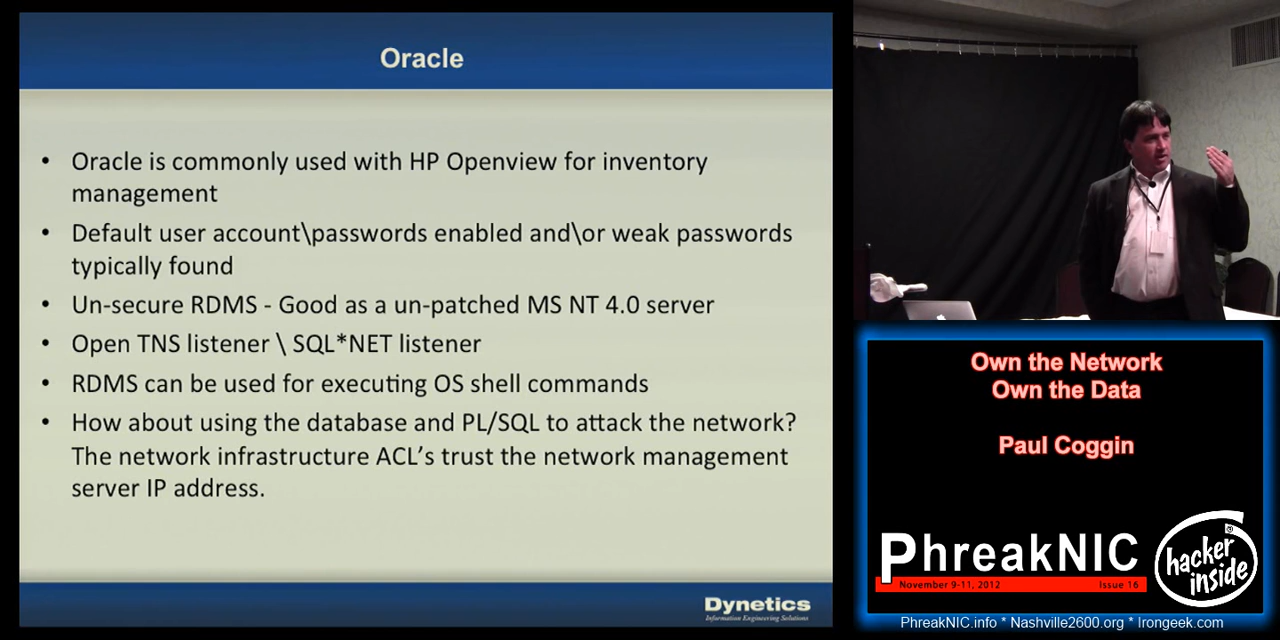 Oracle
• Oracle is commonly used with HP Openview for inventory
management
• Default user account\passwords enabled and\or weak passwords
typically found
• Un-secure RDMS - Good as a un-patched MS NT 4.0 server
• Open TNS listener \ SQL*NET listener
• RDMS can be used for executing OS shell commands
• How about using the database and PL/SQL to attack the network?
The network infrastructure ACL's trust the network management
server IP address.
Dynetics
Information Engineering Solutions
Own the Network
Own the Data
Paul Coggin
PhreakNIC
November 9-11, 2012
Issue 16
hacker
inside
PhreakNIC.info * Nashville2600.org * Irongeek.com